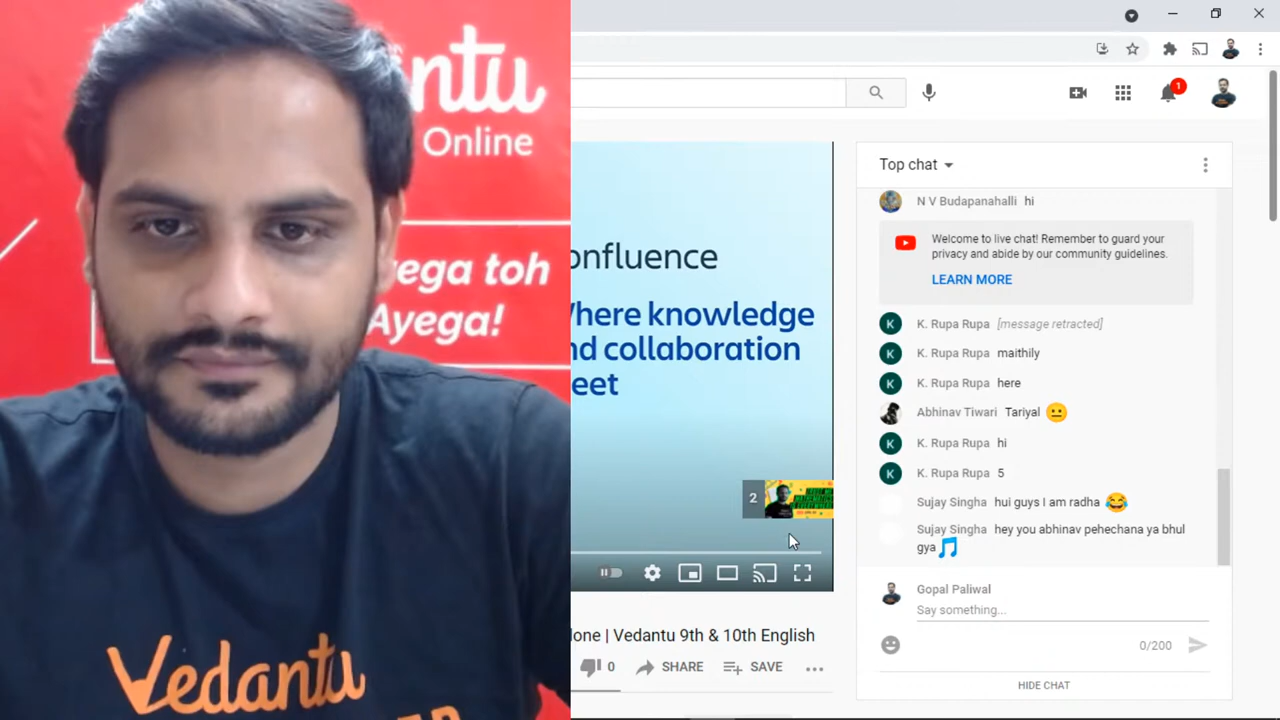 ntu
Online
yega toh
Ayega!
Vedantu
onfluence
here knowledge
nd collaboration
eet
2
lone | Vedantu 9th & 10th English
0
SHARE
SAVE
1
Top chat
N V Budapanahalli hi
Welcome to live chat! Remember to guard your
privacy and abide by our community guidelines.
LEARN MORE
K. Rupa Rupa [message retracted]
K. Rupa Rupa maithily
K. Rupa Rupa here
Abhinav Tiwari Tariyal 😐
K. Rupa Rupa hi
K. Rupa Rupa 5
Sujay Singha hui guys I am radha 😂
Sujay Singha hey you abhinav pehechana ya bhul
gya 🎵
Gopal Paliwal
Say something...
0/200
HIDE CHAT